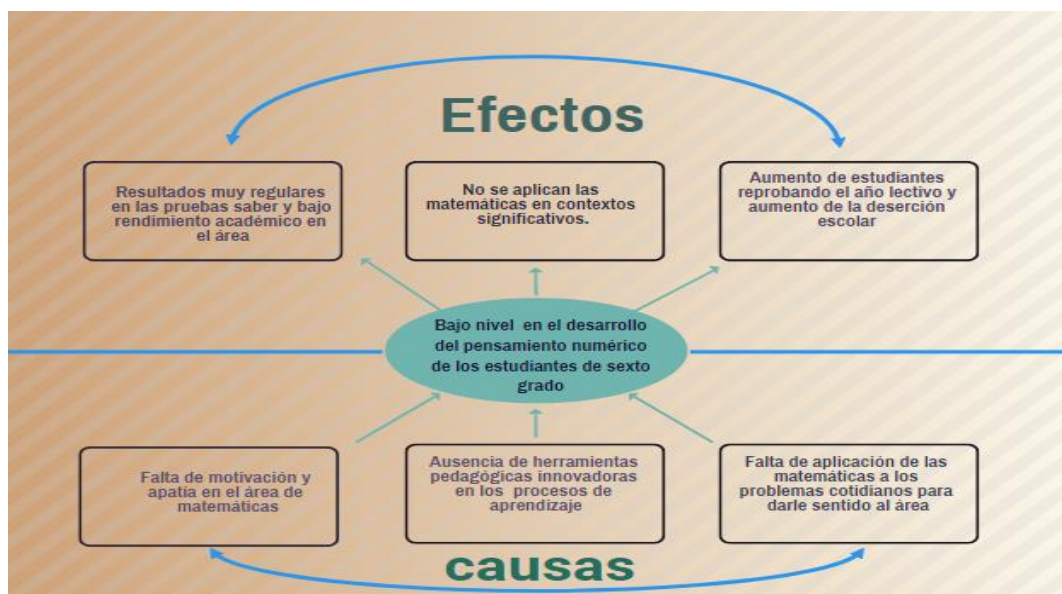 Efectos
Resultados muy regulares
en las pruebas saber y bajo
rendimiento académico en
el área
No se aplican las
matemáticas en contextos
significativos.
Aumento de estudiantes
reprobando el año lectivo y
aumento de la deserción
escolar
Bajo nivel en el desarrollo
del pensamiento numérico
de los estudiantes de sexto
grado
Falta de motivación y
apatía en el área de
matemáticas
Ausencia de herramientas
pedagógicas innovadoras
en los procesos de
aprendizaje
Falta de aplicación de las
matemáticas a los
problemas cotidianos para
darle sentido al área
causas